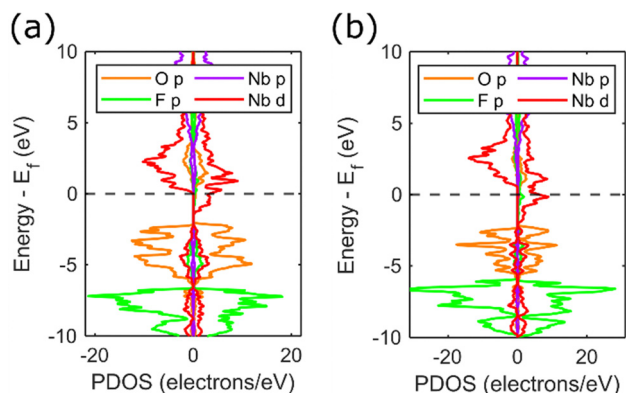 (a)
10
5
0
-5
-10
Energy - E_f (eV)
O p
Nb p
F p
Nb d
-20
0
20
PDOS (electrons/eV)
(b)
10
5
0
-5
-10
Energy - E_f (eV)
O p
Nb p
F p
Nb d
-20
0
20
PDOS (electrons/eV)